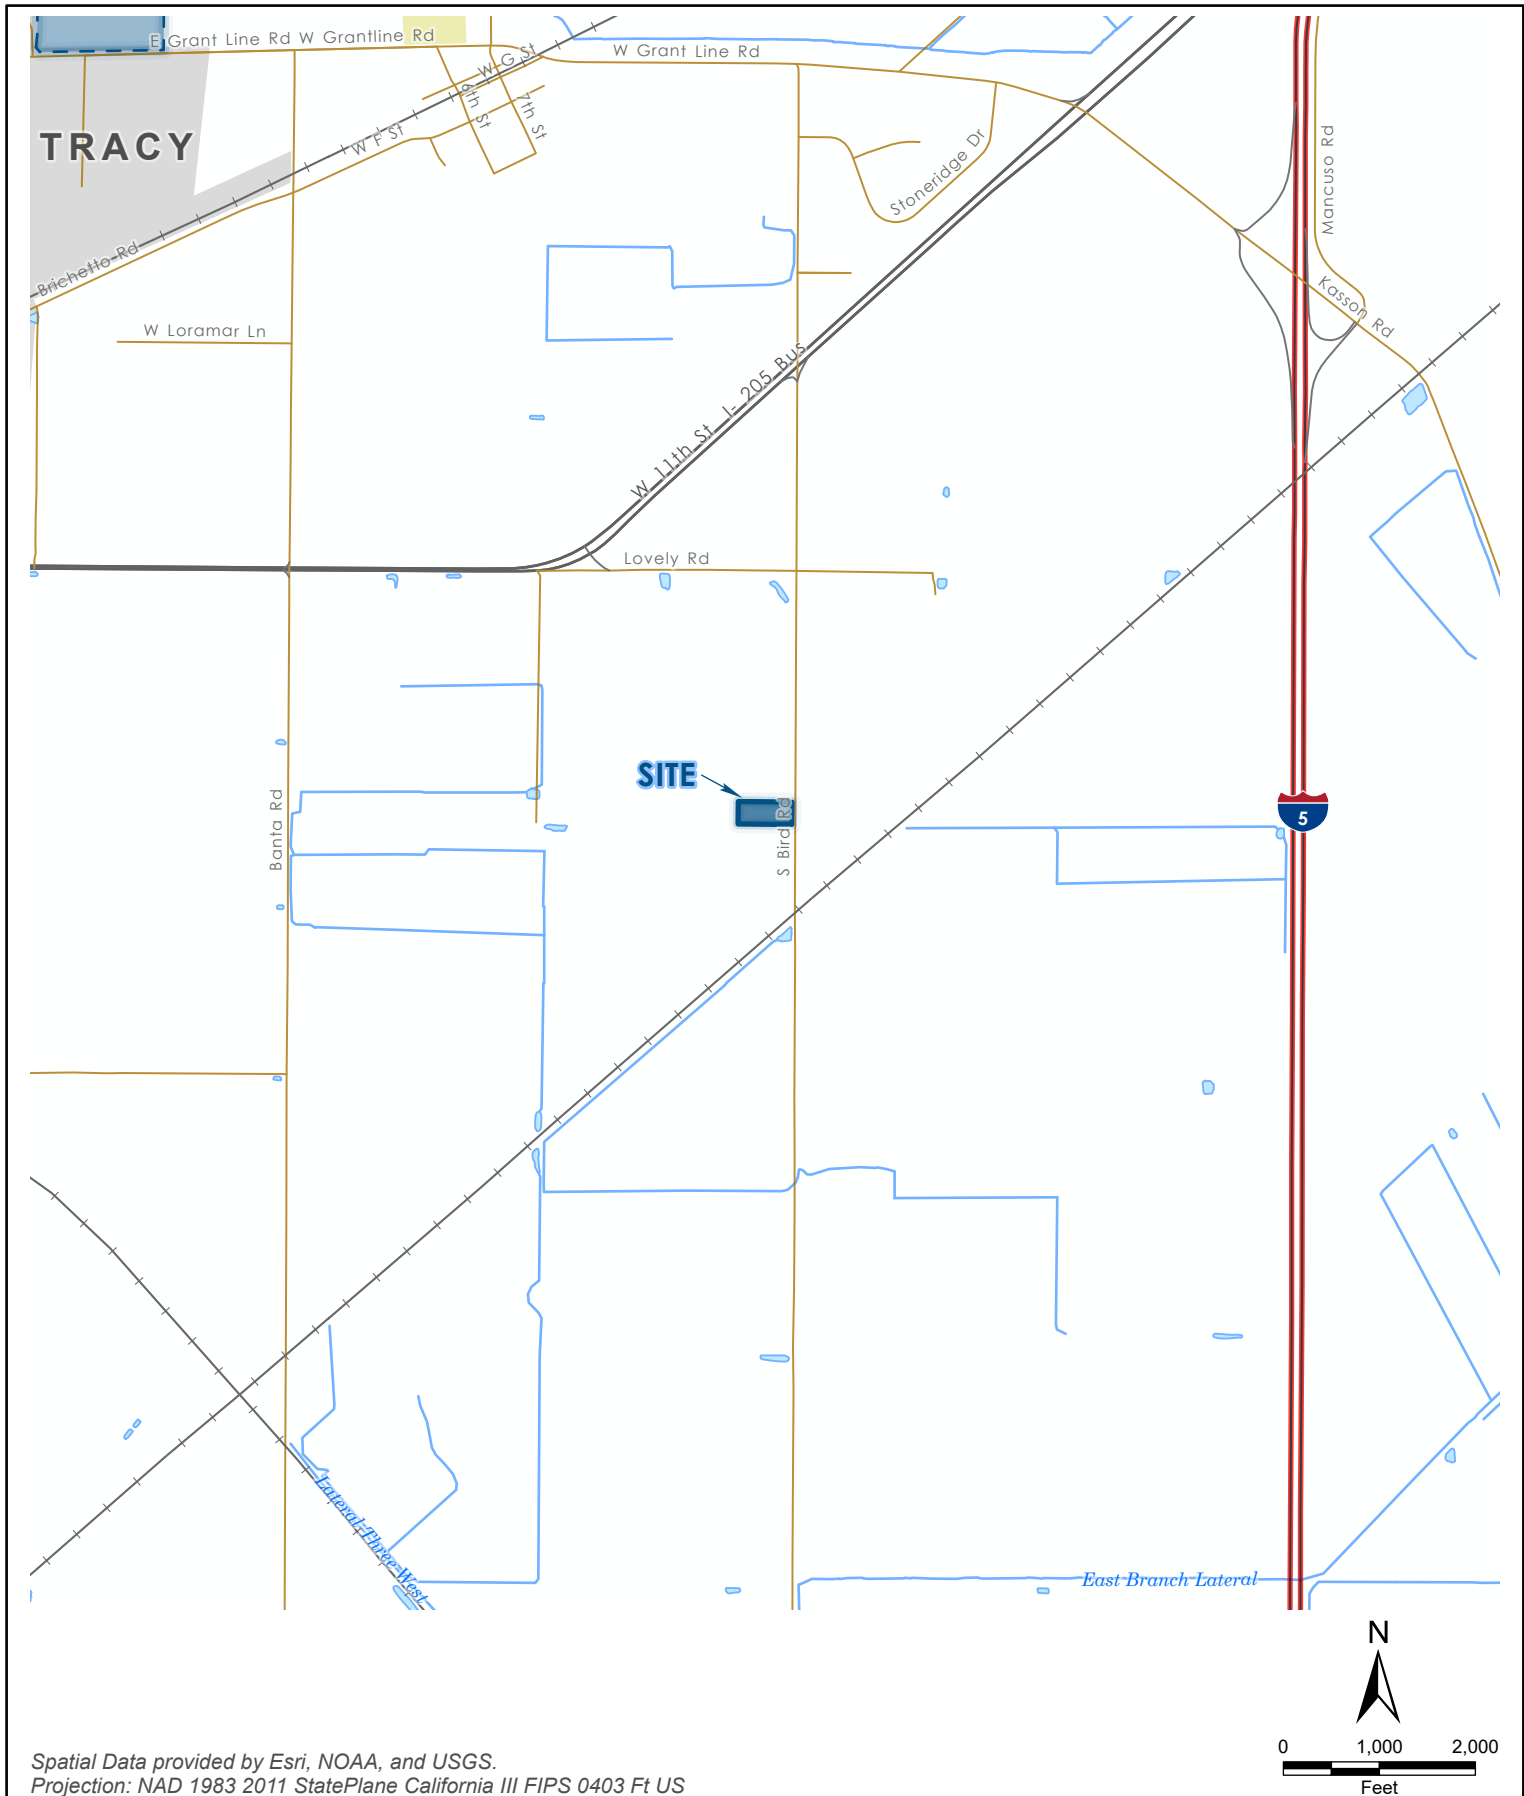 E Grant Line Rd
W Grantline Rd
W G St
W Grant Line Rd
6th St
7th St
TRACY
W F St
Stoneridge Dr
Mancuso Rd
Brichetto Rd
Kasson Rd
W Loramar Ln
W 11th St
I- 205 Bus
Lovely Rd
SITE
Banta Rd
S Bird Rd
5
Lateral Three West
East Branch Lateral
N
0 1,000 2,000
Feet
Spatial Data provided by Esri, NOAA, and USGS.
Projection: NAD 1983 2011 StatePlane California III FIPS 0403 Ft US